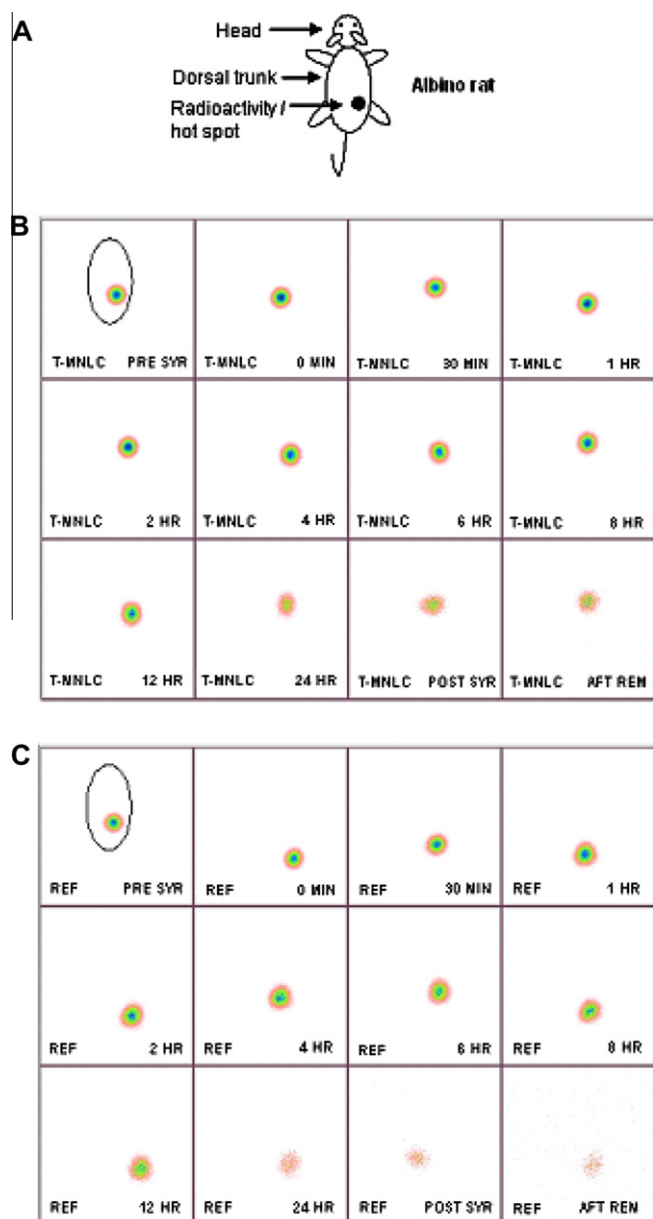 A
Head
Dorsal trunk
Radioactivity /
hot spot
Albino rat
B
T-MNLC PRE SYR
T-MNLC 0 MIN
T-MNLC 30 MIN
T-MNLC 1 HR
T-MNLC 2 HR
T-MNLC 4 HR
T-MNLC 6 HR
T-MNLC 8 HR
T-MNLC 12 HR
T-MNLC 24 HR
T-MNLC POST SYR
T-MNLC AFT REM
C
REF PRE SYR
REF 0 MIN
REF 30 MIN
REF 1 HR
REF 2 HR
REF 4 HR
REF 6 HR
REF 8 HR
REF 12 HR
REF 24 HR
REF POST SYR
REF AFT REM